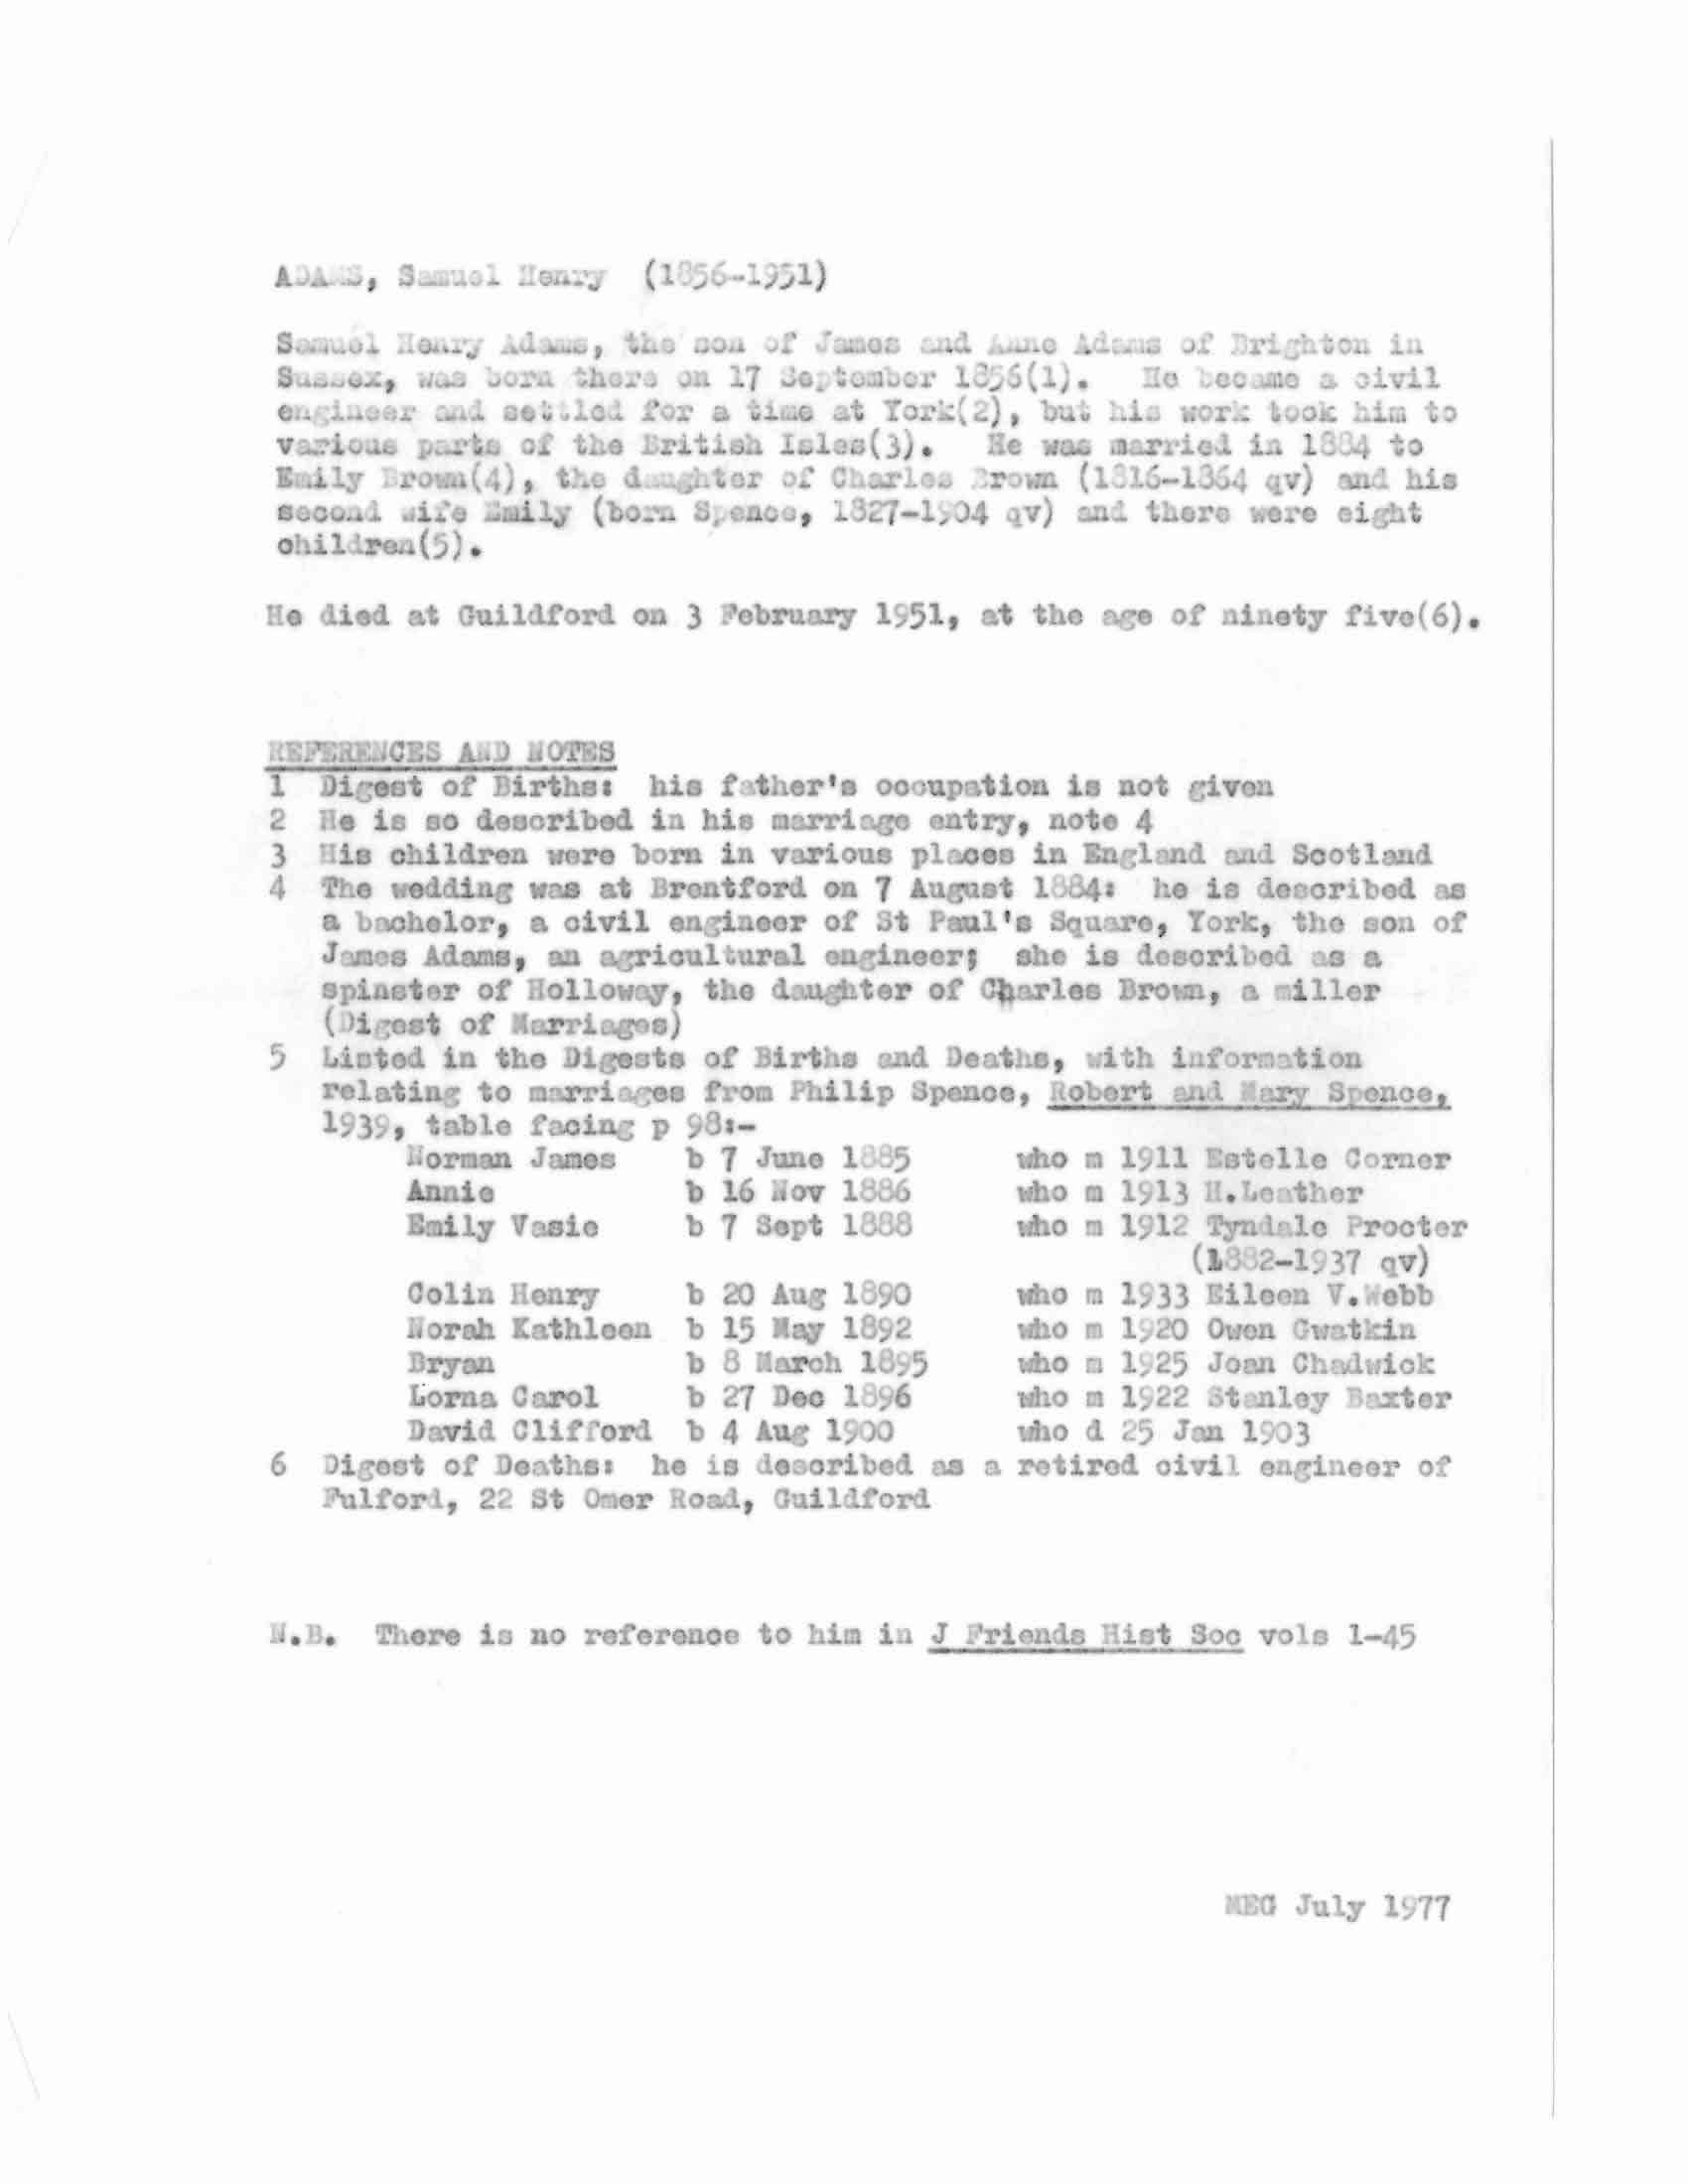 ADAMS, Samuel Henry (1856-1951)
Samuel Henry Adams, the son of James and Anne Adams of Brighton in
Sussex, was born there on 17 September 1856(1). He became a civil
engineer and settled for a time at York(2), but his work took him to
various parts of the British Isles(3). He was married in 1884 to
Emily Brown(4), the daughter of Charles Brown (1816-1864 qv) and his
second wife Emily (born Spence, 1827-1904 qv) and there were eight
children(5).
He died at Guildford on 3 February 1951, at the age of ninety five(6).
REFERENCES AND NOTES
1 Digest of Births: his father's occupation is not given
2 He is so described in his marriage entry, note 4
3 His children were born in various places in England and Scotland
4 The wedding was at Brentford on 7 August 1884: he is described as
a bachelor, a civil engineer of St Paul's Square, York, the son of
James Adams, an agricultural engineer; she is described as a
spinster of Holloway, the daughter of Charles Brown, a miller
(Digest of Marriages)
5 Listed in the Digests of Births and Deaths, with information
relating to marriages from Philip Spence, Robert and Mary Spence,
1939, table facing p 98:-
Norman James b 7 June 1885 who m 1911 Estelle Corner
Annie b 16 Nov 1886 who m 1913 H.Leather
Emily Vasie b 7 Sept 1888 who m 1912 Tyndale Procter
(1882-1937 qv)
Colin Henry b 20 Aug 1890 who m 1933 Eileen V.Webb
Norah Kathleen b 15 May 1892 who m 1920 Owen Gwatkin
Bryan b 8 March 1895 who m 1925 Joan Chadwick
Lorna Carol b 27 Dec 1896 who m 1922 Stanley Baxter
David Clifford b 4 Aug 1900 who d 25 Jan 1903
6 Digest of Deaths: he is described as a retired civil engineer of
Fulford, 22 St Omer Road, Guildford
N.B. There is no reference to him in J Friends Hist Soc vols 1-45
MEG July 1977